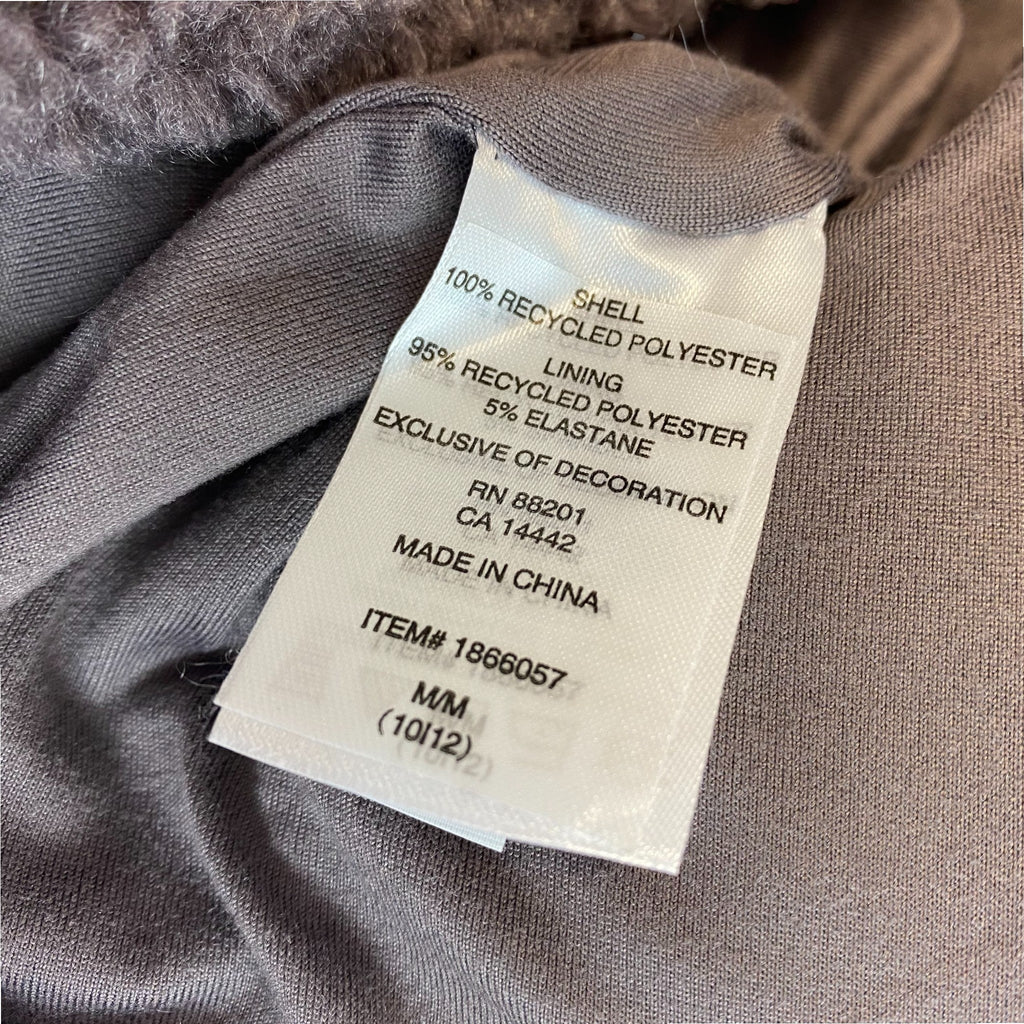 SHELL
100% RECYCLED POLYESTER
LINING
95% RECYCLED POLYESTER
5% ELASTANE
EXCLUSIVE OF DECORATION
RN 88201
CA 14442
MADE IN CHINA
ITEM# 1866057
M/M
(10/12)